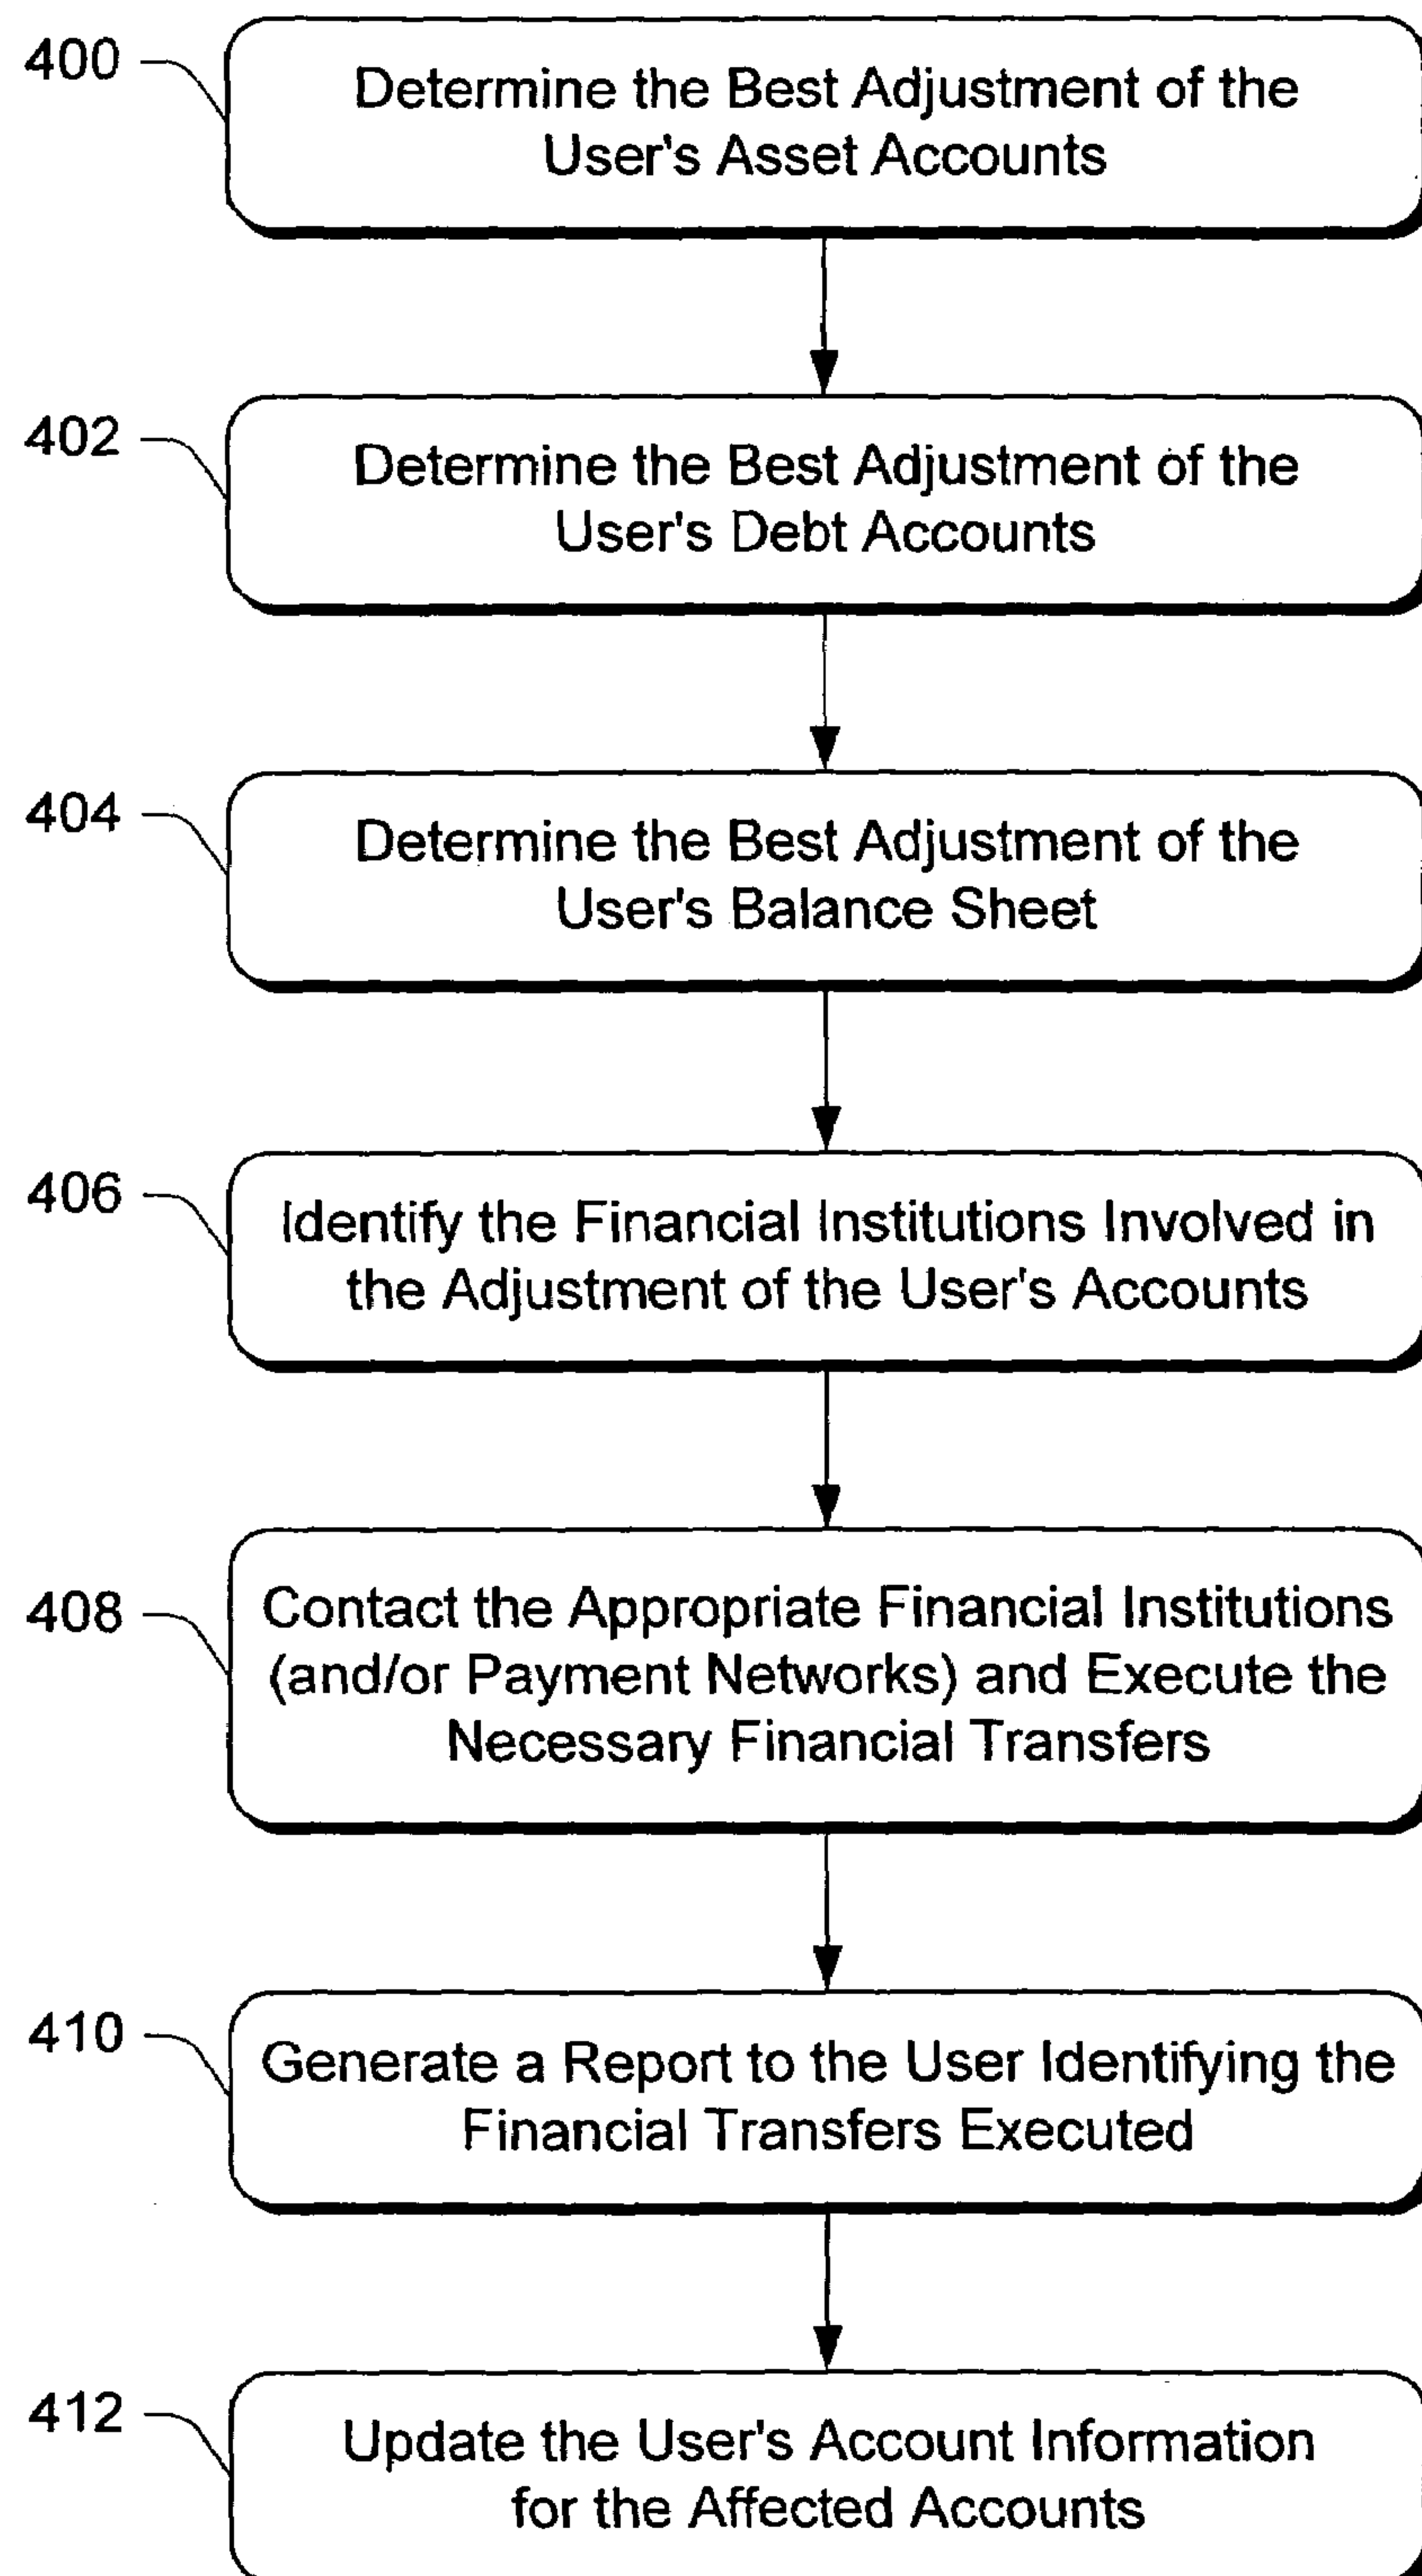 400
Determine the Best Adjustment of the
User's Asset Accounts
402
Determine the Best Adjustment of the
User's Debt Accounts
404
Determine the Best Adjustment of the
User's Balance Sheet
406
Identify the Financial Institutions Involved in
the Adjustment of the User's Accounts
408
Contact the Appropriate Financial Institutions
(and/or Payment Networks) and Execute the
Necessary Financial Transfers
410
Generate a Report to the User Identifying the
Financial Transfers Executed
412
Update the User's Account Information
for the Affected Accounts